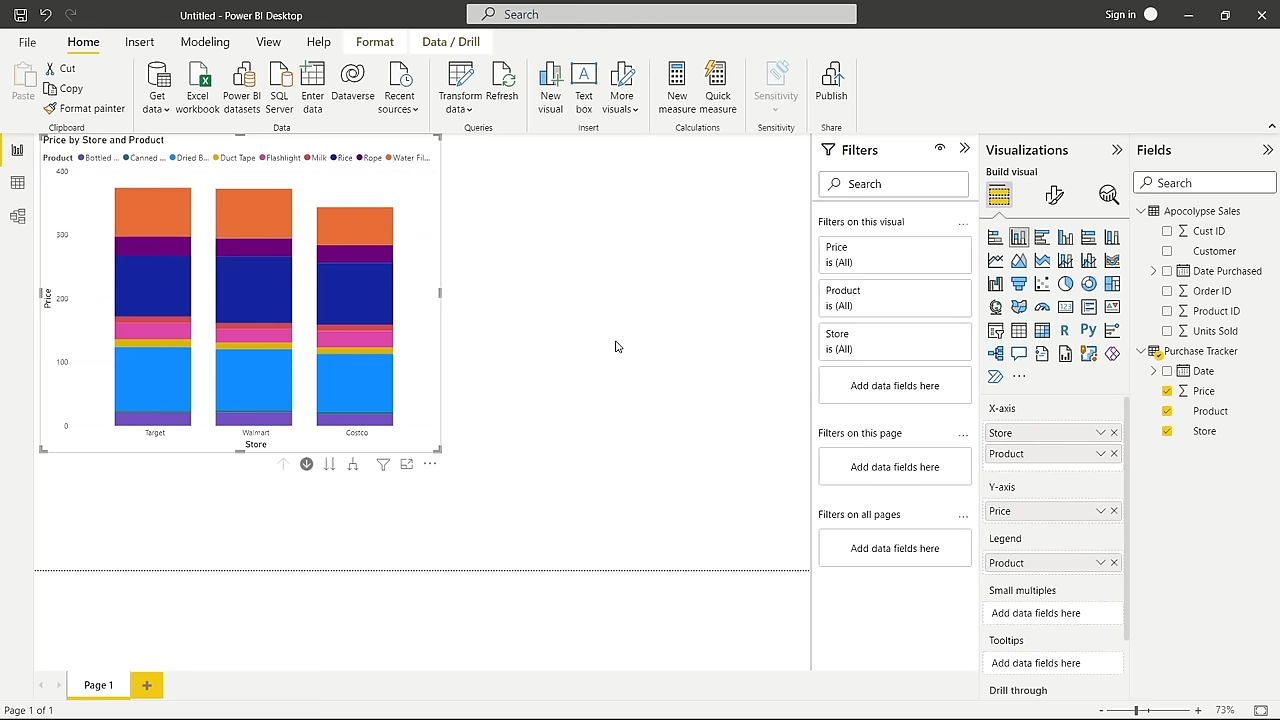 Untitled - Power BI Desktop
Search
Sign in
File Home Insert Modeling View Help Format Data / Drill
Paste
Cut
Copy
Format painter
Clipboard
Get data
Excel workbook
Power BI datasets
SQL Server
Enter data
Dataverse
Recent sources
Data
Transform data
Refresh
Queries
New visual
Text box
More visuals
Insert
New measure
Quick measure
Calculations
Sensitivity
Sensitivity
Publish
Share
Price by Store and Product
Product Bottled ... Canned ... Dried B... Duct Tape Flashlight Milk Rice Rope Water Fil...
400
300
200
100
0
Price
Target Walmart Costco
Store
Filters
Search
Filters on this visual
Price
is (All)
Product
is (All)
Store
is (All)
Add data fields here
Filters on this page
Add data fields here
Filters on all pages
Add data fields here
Visualizations
Build visual
R
Py
X-axis
Store
Product
Y-axis
Price
Legend
Product
Small multiples
Add data fields here
Tooltips
Add data fields here
Drill through
Fields
Search
Apocolypse Sales
Cust ID
Customer
Date Purchased
Order ID
Product ID
Units Sold
Purchase Tracker
Date
Price
Product
Store
Page 1
Page 1 of 1
73%